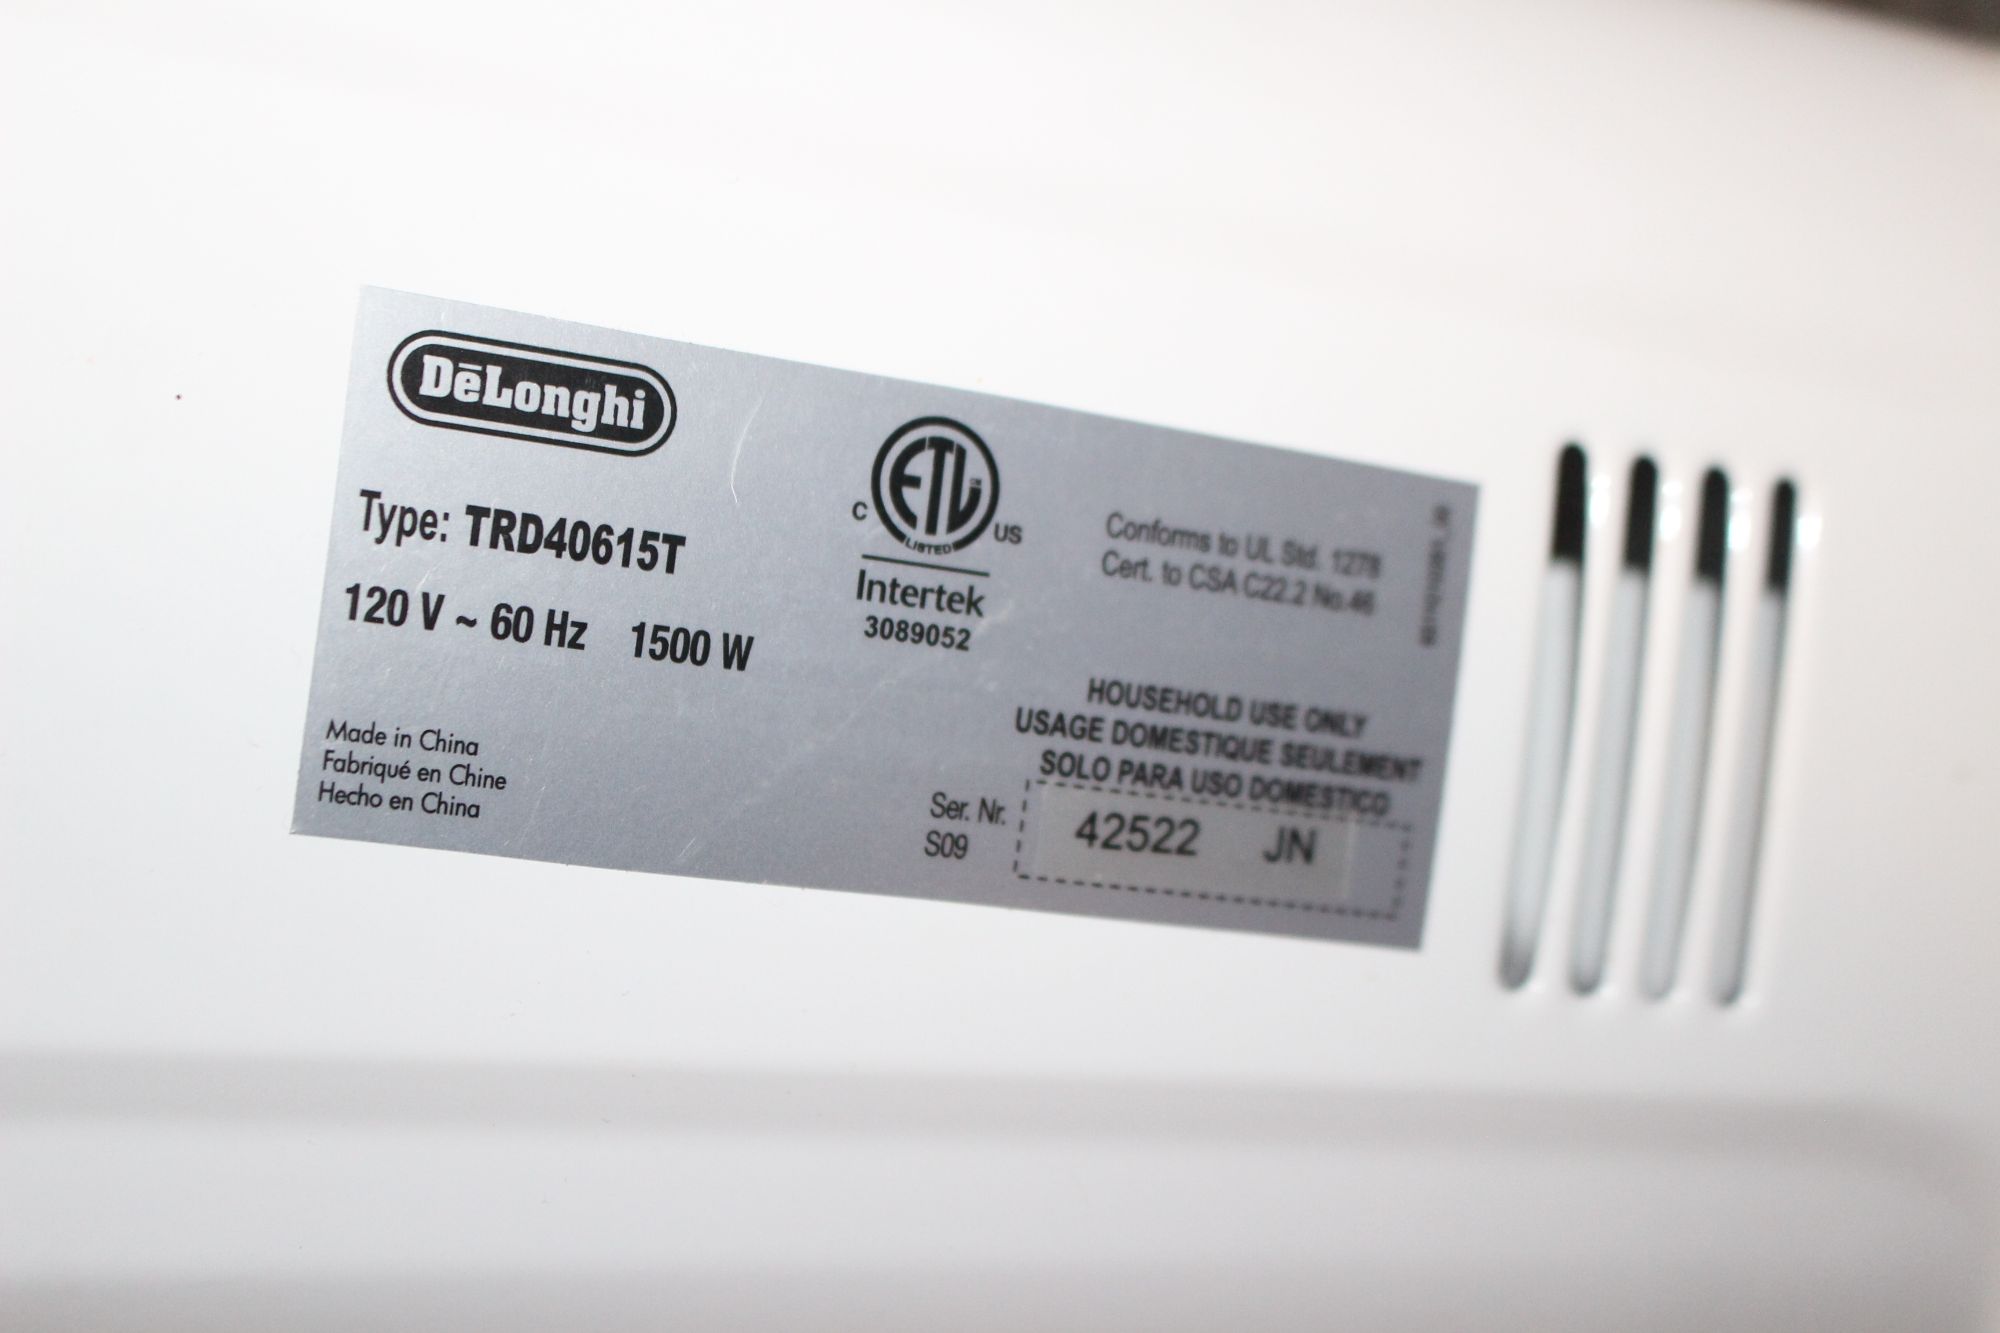 DēLonghi
Type: TRD40615T
120 V ~ 60 Hz 1500 W
Made in China
Fabriqué en Chine
Hecho en China
ETL
CM
LISTED
C US
Intertek
3089052
Conforms to UL Std. 1278
Cert. to CSA C22.2 No.46
HOUSEHOLD USE ONLY
USAGE DOMESTIQUE SEULEMENT
SOLO PARA USO DOMESTICO
Ser. Nr.
S09
42522 JN